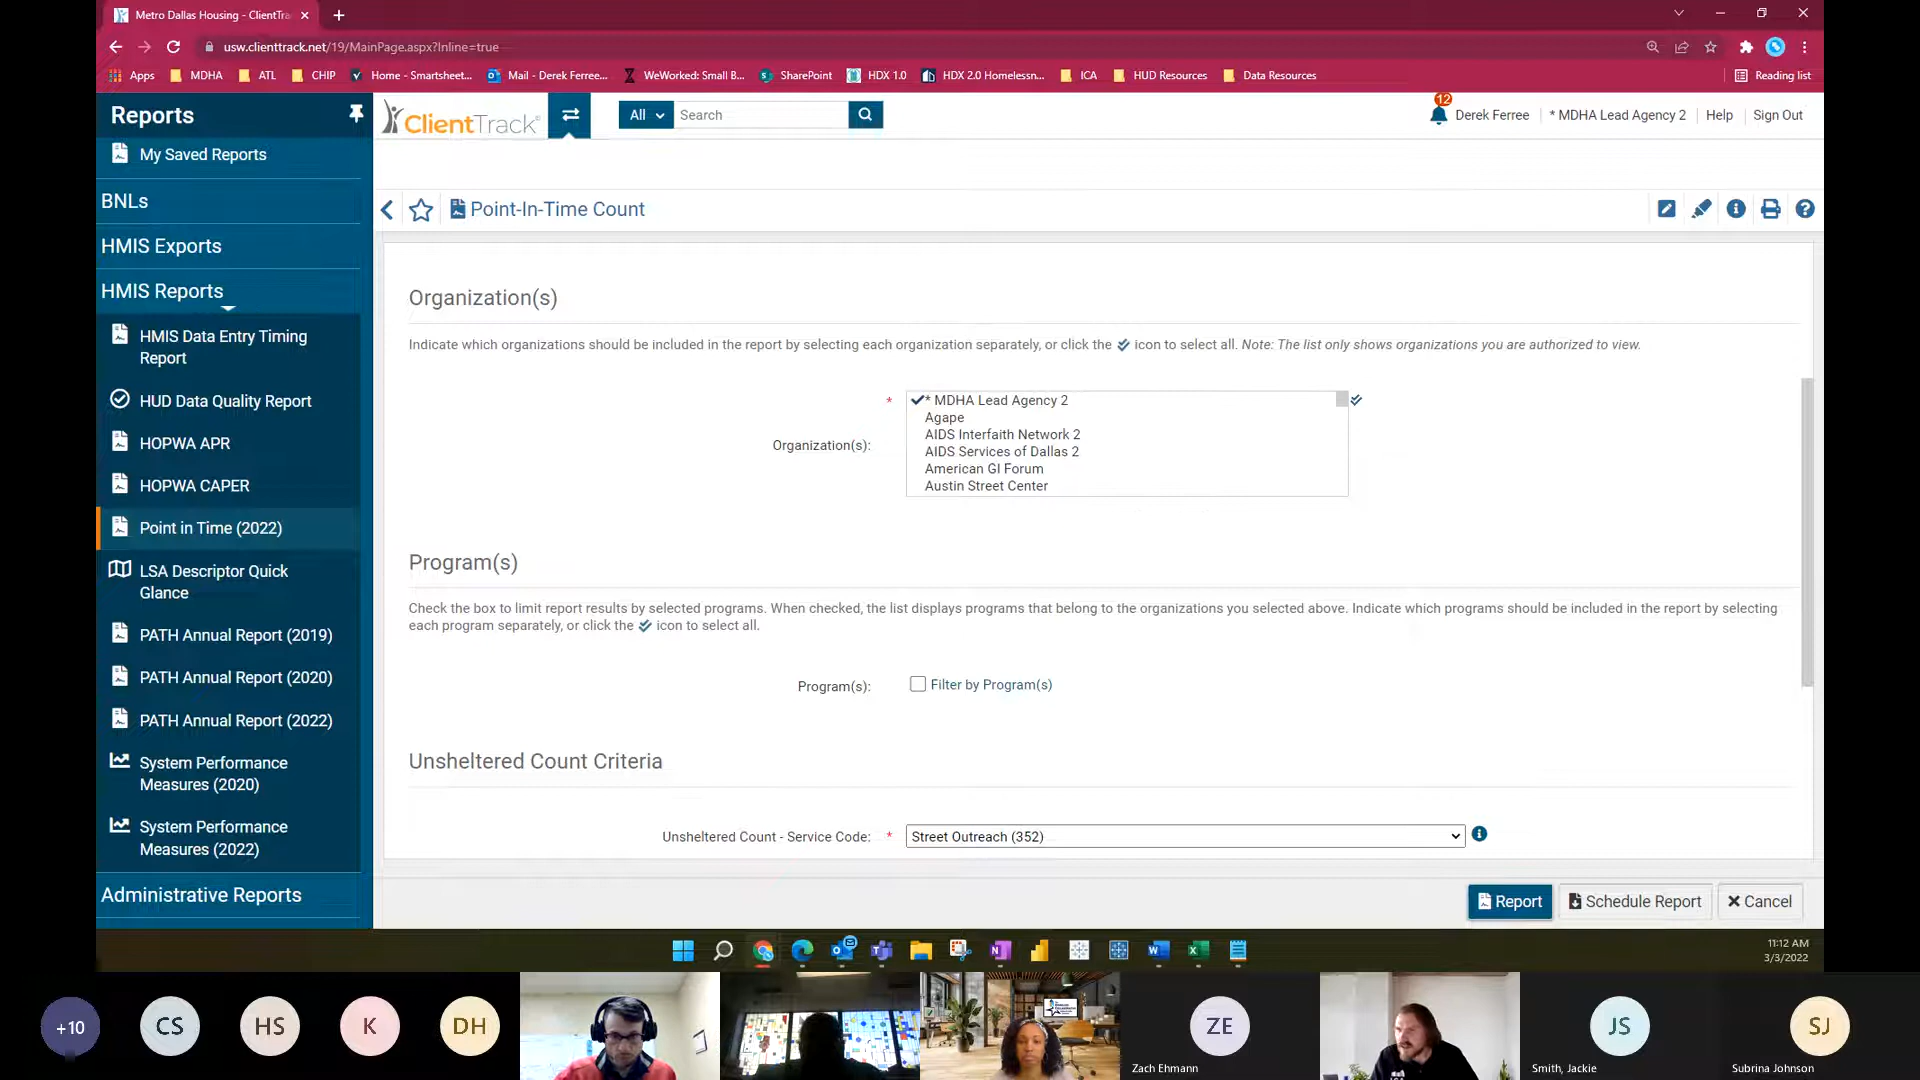 Metro Dallas Housing - ClientTra
usw.clienttrack.net/19/MainPage.aspx?Inline=true
Apps
MDHA
ATL
CHIP
Home - Smartsheet...
Mail - Derek Ferree...
WeWorked: Small B...
SharePoint
HDX 1.0
HDX 2.0 Homelessn...
ICA
HUD Resources
Data Resources
Reading list
Reports
My Saved Reports
BNLs
HMIS Exports
HMIS Reports
HMIS Data Entry Timing
Report
HUD Data Quality Report
HOPWA APR
HOPWA CAPER
Point in Time (2022)
LSA Descriptor Quick
Glance
PATH Annual Report (2019)
PATH Annual Report (2020)
PATH Annual Report (2022)
System Performance
Measures (2020)
System Performance
Measures (2022)
Administrative Reports
ClientTrack
All
Search
12
Derek Ferree
* MDHA Lead Agency 2
Help
Sign Out
Point-In-Time Count
Organization(s)
Indicate which organizations should be included in the report by selecting each organization separately, or click the icon to select all. Note: The list only shows organizations you are authorized to view.
*
Organization(s):
* MDHA Lead Agency 2
Agape
AIDS Interfaith Network 2
AIDS Services of Dallas 2
American GI Forum
Austin Street Center
Program(s)
Check the box to limit report results by selected programs. When checked, the list displays programs that belong to the organizations you selected above. Indicate which programs should be included in the report by selecting
each program separately, or click the icon to select all.
Program(s):
Filter by Program(s)
Unsheltered Count Criteria
Unsheltered Count - Service Code: *
Street Outreach (352)
Report
Schedule Report
Cancel
11:12 AM
3/3/2022
+10
CS
HS
K
DH
ZE
Zach Ehmann
JS
Smith, Jackie
SJ
Subrina Johnson